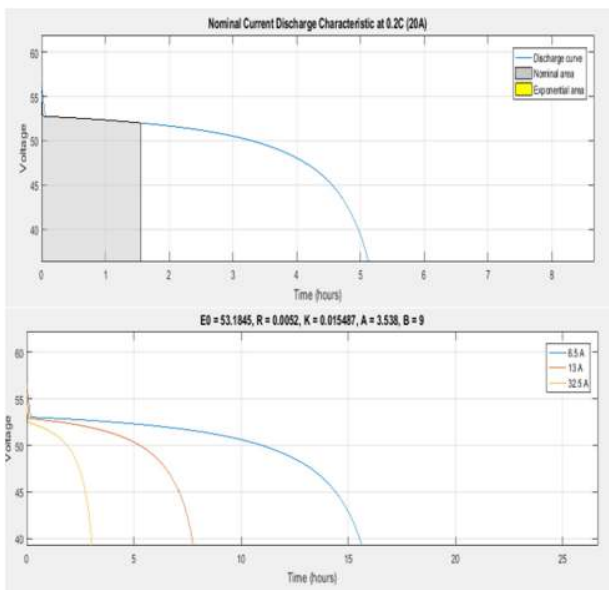 Nominal Current Discharge Characteristic at 0.2C (20A)
60
55
50
45
40
Voltage
Discharge curve
Nominal area
Exponential area
0 1 2 3 4 5 6 7 8
Time (hours)
E0 = 53.1845, R = 0.0052, K = 0.015487, A = 3.538, B = 9
60
55
50
45
40
Voltage
6.5 A
13 A
32.5 A
0 5 10 15 20 25
Time (hours)